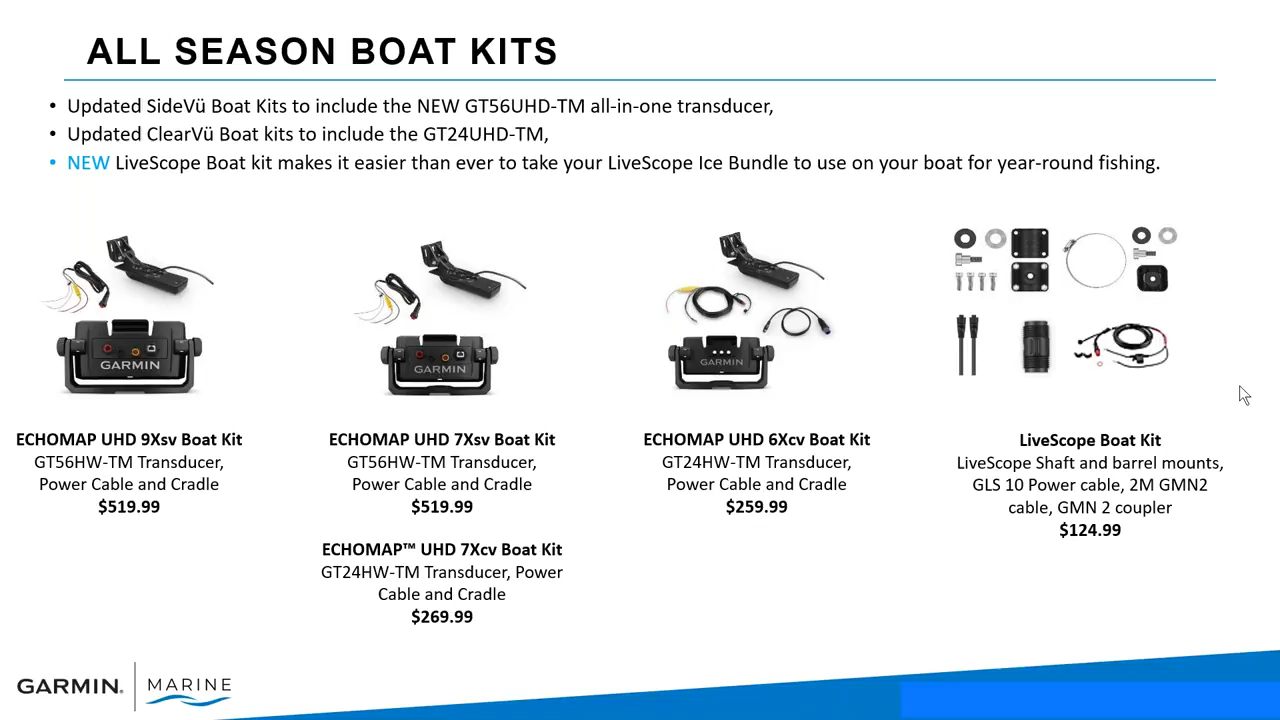 ALL SEASON BOAT KITS
• Updated SideVü Boat Kits to include the NEW GT56UHD-TM all-in-one transducer,
• Updated ClearVü Boat kits to include the GT24UHD-TM,
• NEW LiveScope Boat kit makes it easier than ever to take your LiveScope Ice Bundle to use on your boat for year-round fishing.
GARMIN
GARMIN
GARMIN
ECHOMAP UHD 9Xsv Boat Kit
GT56HW-TM Transducer,
Power Cable and Cradle
$519.99
ECHOMAP UHD 7Xsv Boat Kit
GT56HW-TM Transducer,
Power Cable and Cradle
$519.99
ECHOMAP™ UHD 7Xcv Boat Kit
GT24HW-TM Transducer, Power
Cable and Cradle
$269.99
ECHOMAP UHD 6Xcv Boat Kit
GT24HW-TM Transducer,
Power Cable and Cradle
$259.99
LiveScope Boat Kit
LiveScope Shaft and barrel mounts,
GLS 10 Power cable, 2M GMN2
cable, GMN 2 coupler
$124.99
GARMIN. MARINE